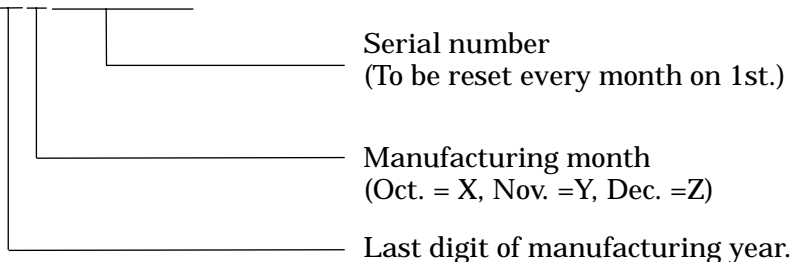 Serial number
(To be reset every month on 1st.)
Manufacturing month
(Oct. = X, Nov. =Y, Dec. =Z)
Last digit of manufacturing year.